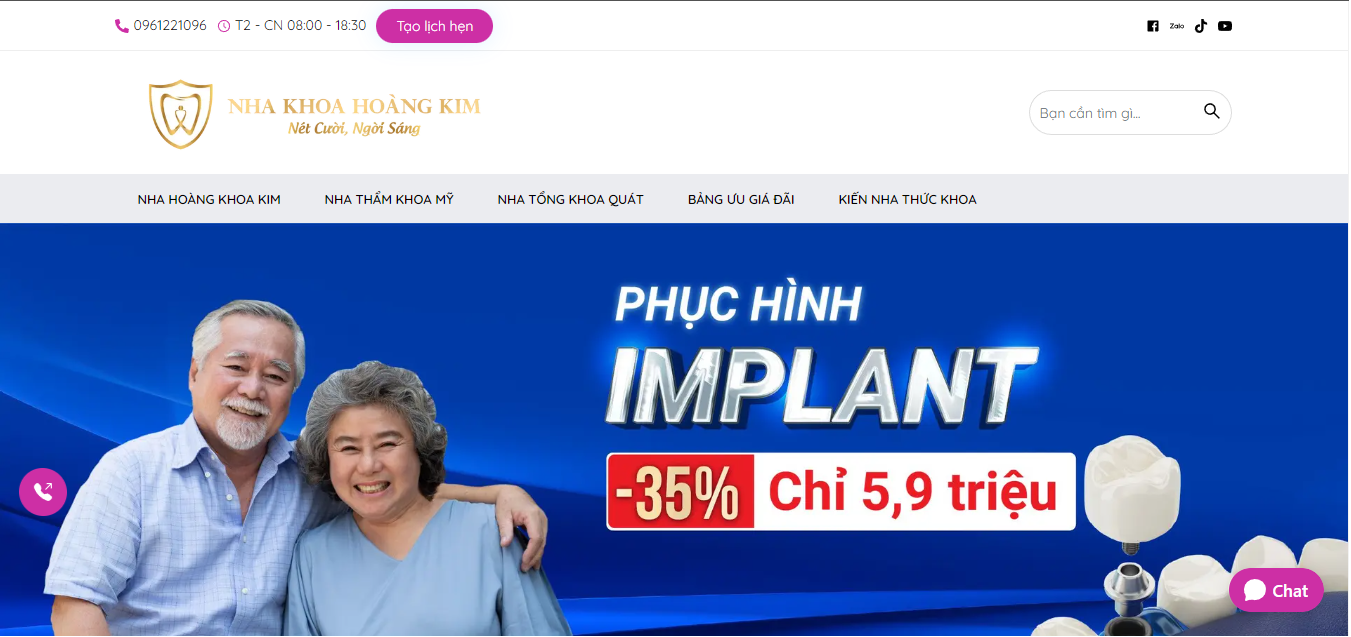 0961221096 T2 - CN 08:00 - 18:30 Tạo lịch hẹn Zalo
NHA KHOA HOÀNG KIM
Nét Cười, Ngời Sáng
Bạn cần tìm gì...
NHA HOÀNG KHOA KIM NHA THẨM KHOA MỸ NHA TỔNG KHOA QUÁT BẢNG ƯU GIÁ ĐÃI KIẾN NHA THỨC KHOA
PHỤC HÌNH
IMPLANT
-35% Chỉ 5,9 triệu
Chat